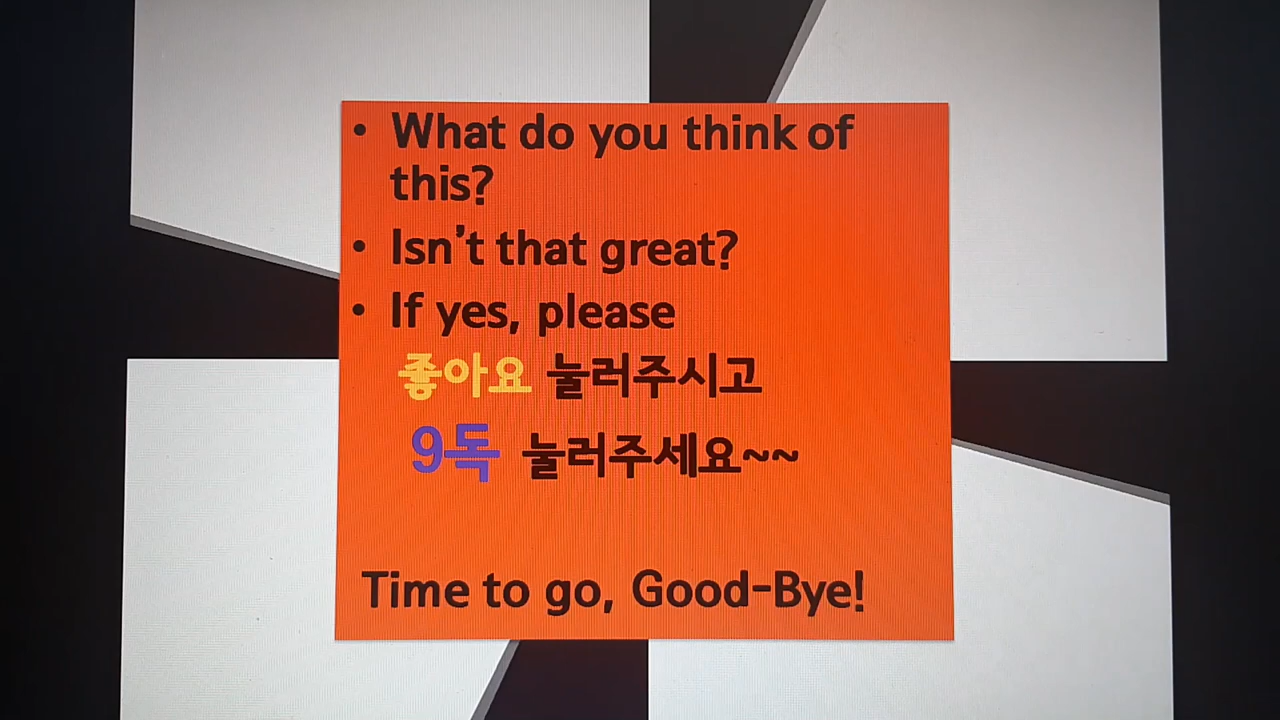 • What do you think of
this?
• Isn't that great?
• If yes, please
좋아요 눌러주시고
9독 눌러주세요~~
Time to go, Good-Bye!